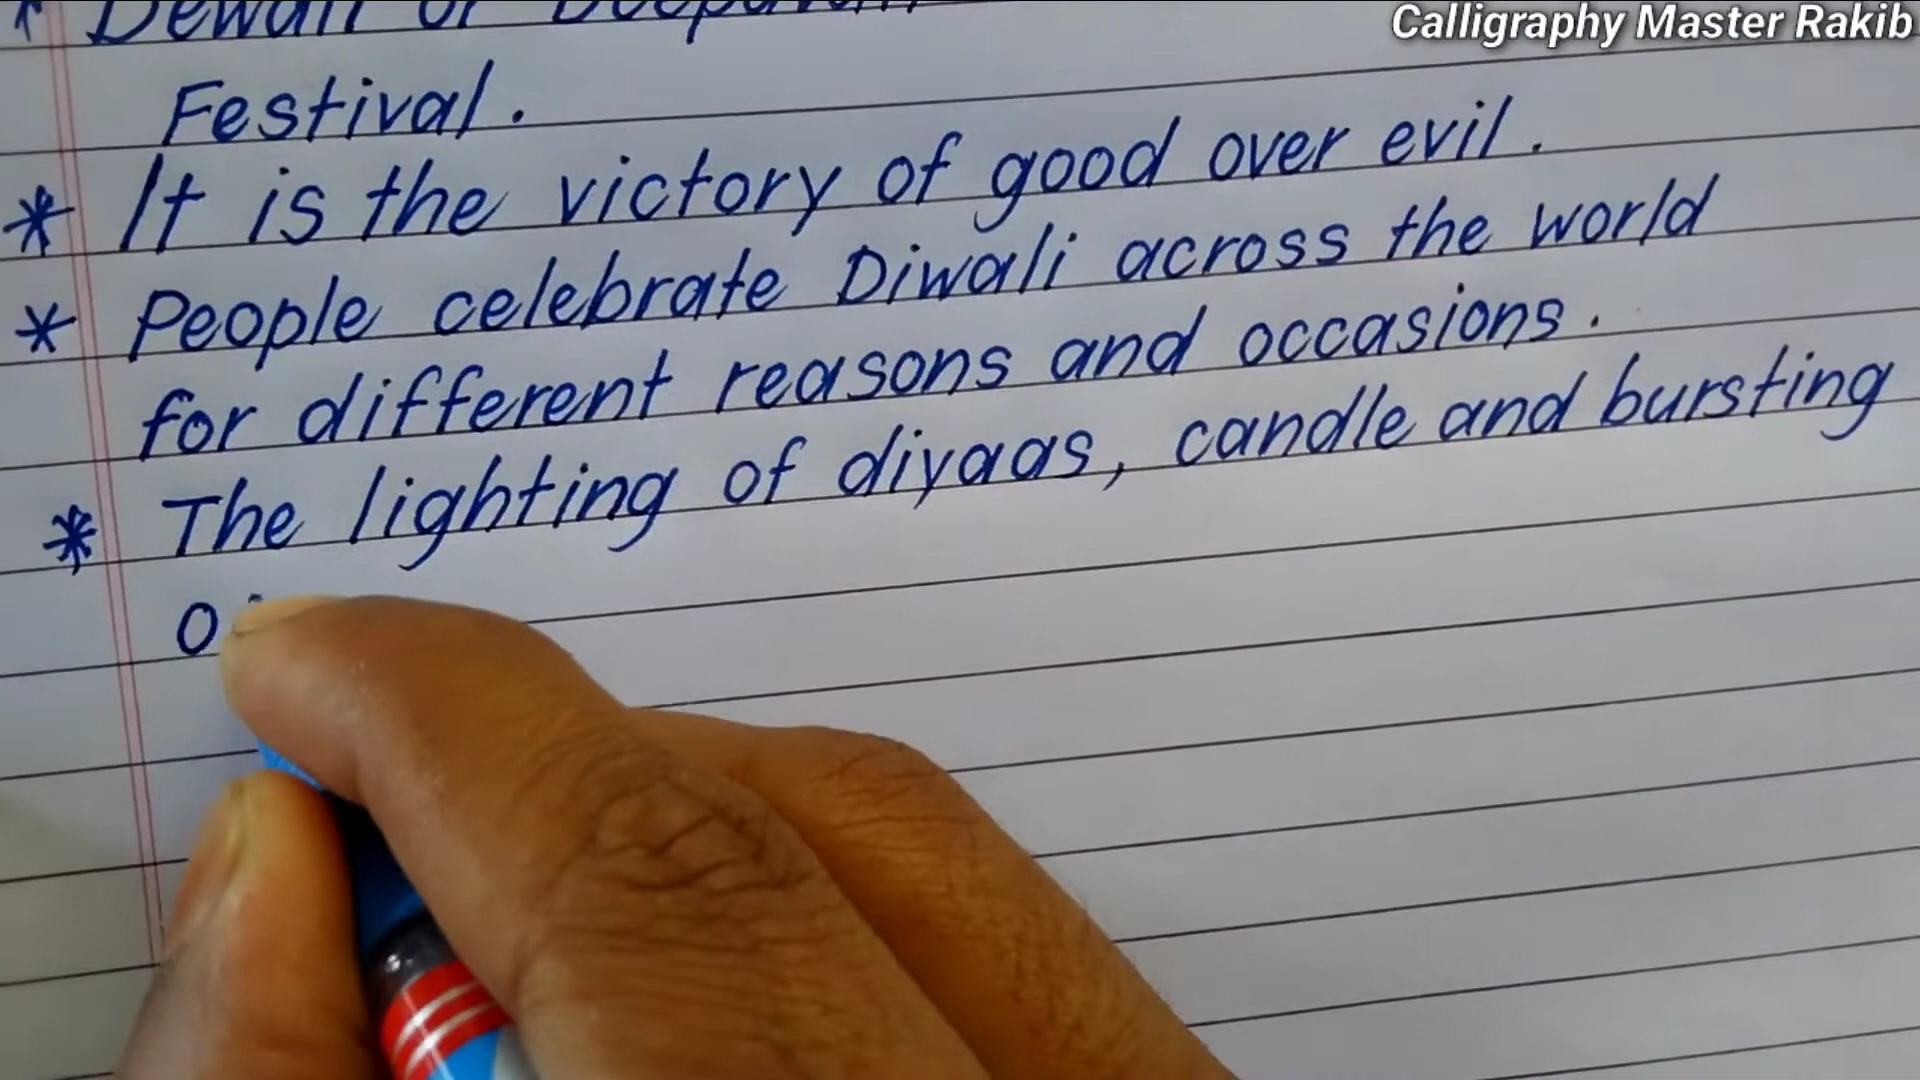 Calligraphy Master Rakib
Festival.
* It is the victory of good over evil.
* People celebrate Diwali across the world
for different reasons and occasions.
* The lighting of diyaas, candle and bursting